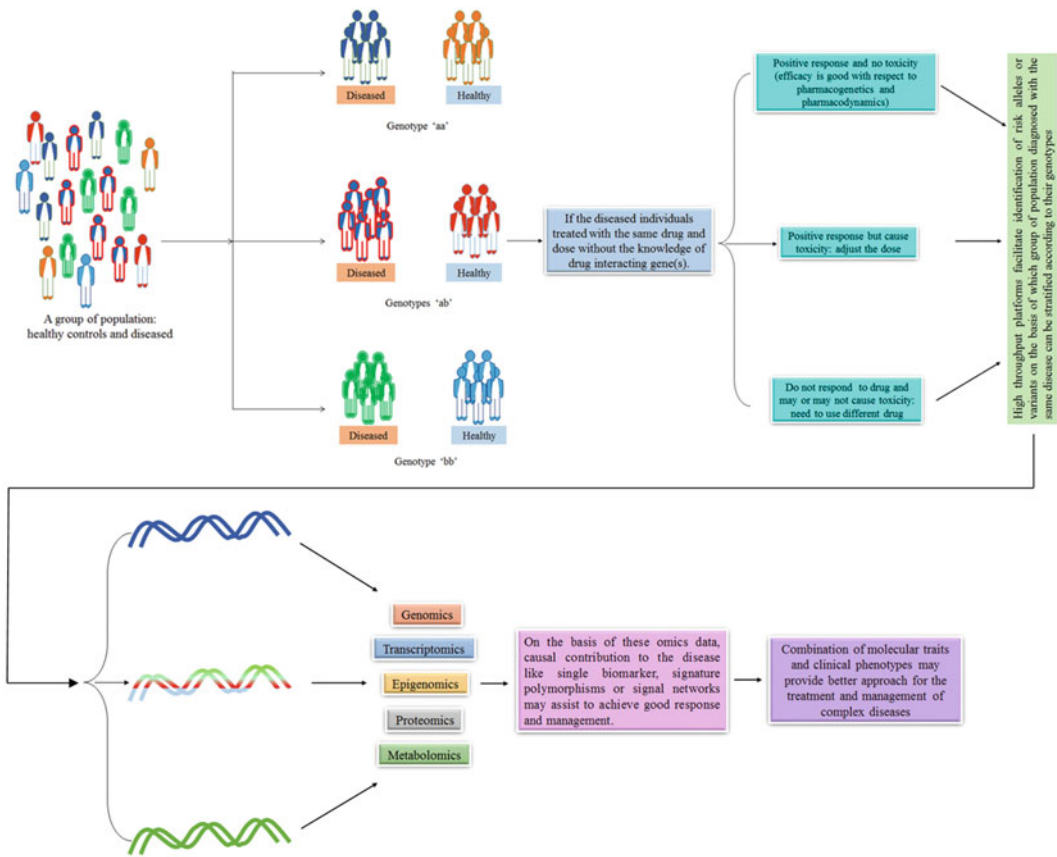 Diseased
Healthy
Genotype ‘aa’
A group of population:
healthy controls and diseased
Diseased
Healthy
Genotypes ‘ab’
Diseased
Healthy
Genotype ‘bb’
If the diseased individuals
treated with the same drug and
dose without the knowledge of
drug interacting gene(s).
Positive response and no toxicity
(efficacy is good with respect to
pharmacogenetics and
pharmacodynamics)
Positive response but cause
toxicity: adjust the dose
Do not respond to drug and
may or may not cause toxicity:
need to use different drug
High throughput platforms facilitate identification of risk alleles or
variants on the basis of which group of population diagnosed with the
same disease can be stratified according to their genotypes
Genomics
Transcriptomics
Epigenomics
Proteomics
Metabolomics
On the basis of these omics data,
causal contribution to the disease
like single biomarker, signature
polymorphisms or signal networks
may assist to achieve good response
and management.
Combination of molecular traits
and clinical phenotypes may
provide better approach for the
treatment and management of
complex diseases